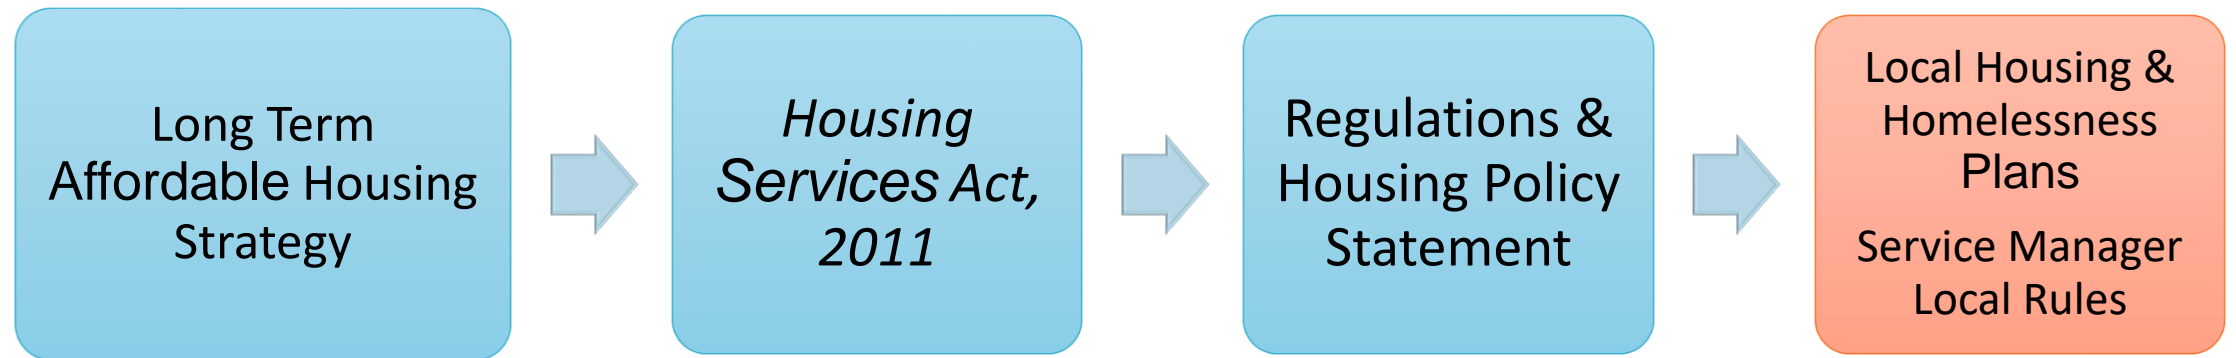 Long Term
Affordable Housing
Strategy
Housing
Services Act,
2011
Regulations &
Housing Policy
Statement
Local Housing &
Homelessness
Plans
Service Manager
Local Rules